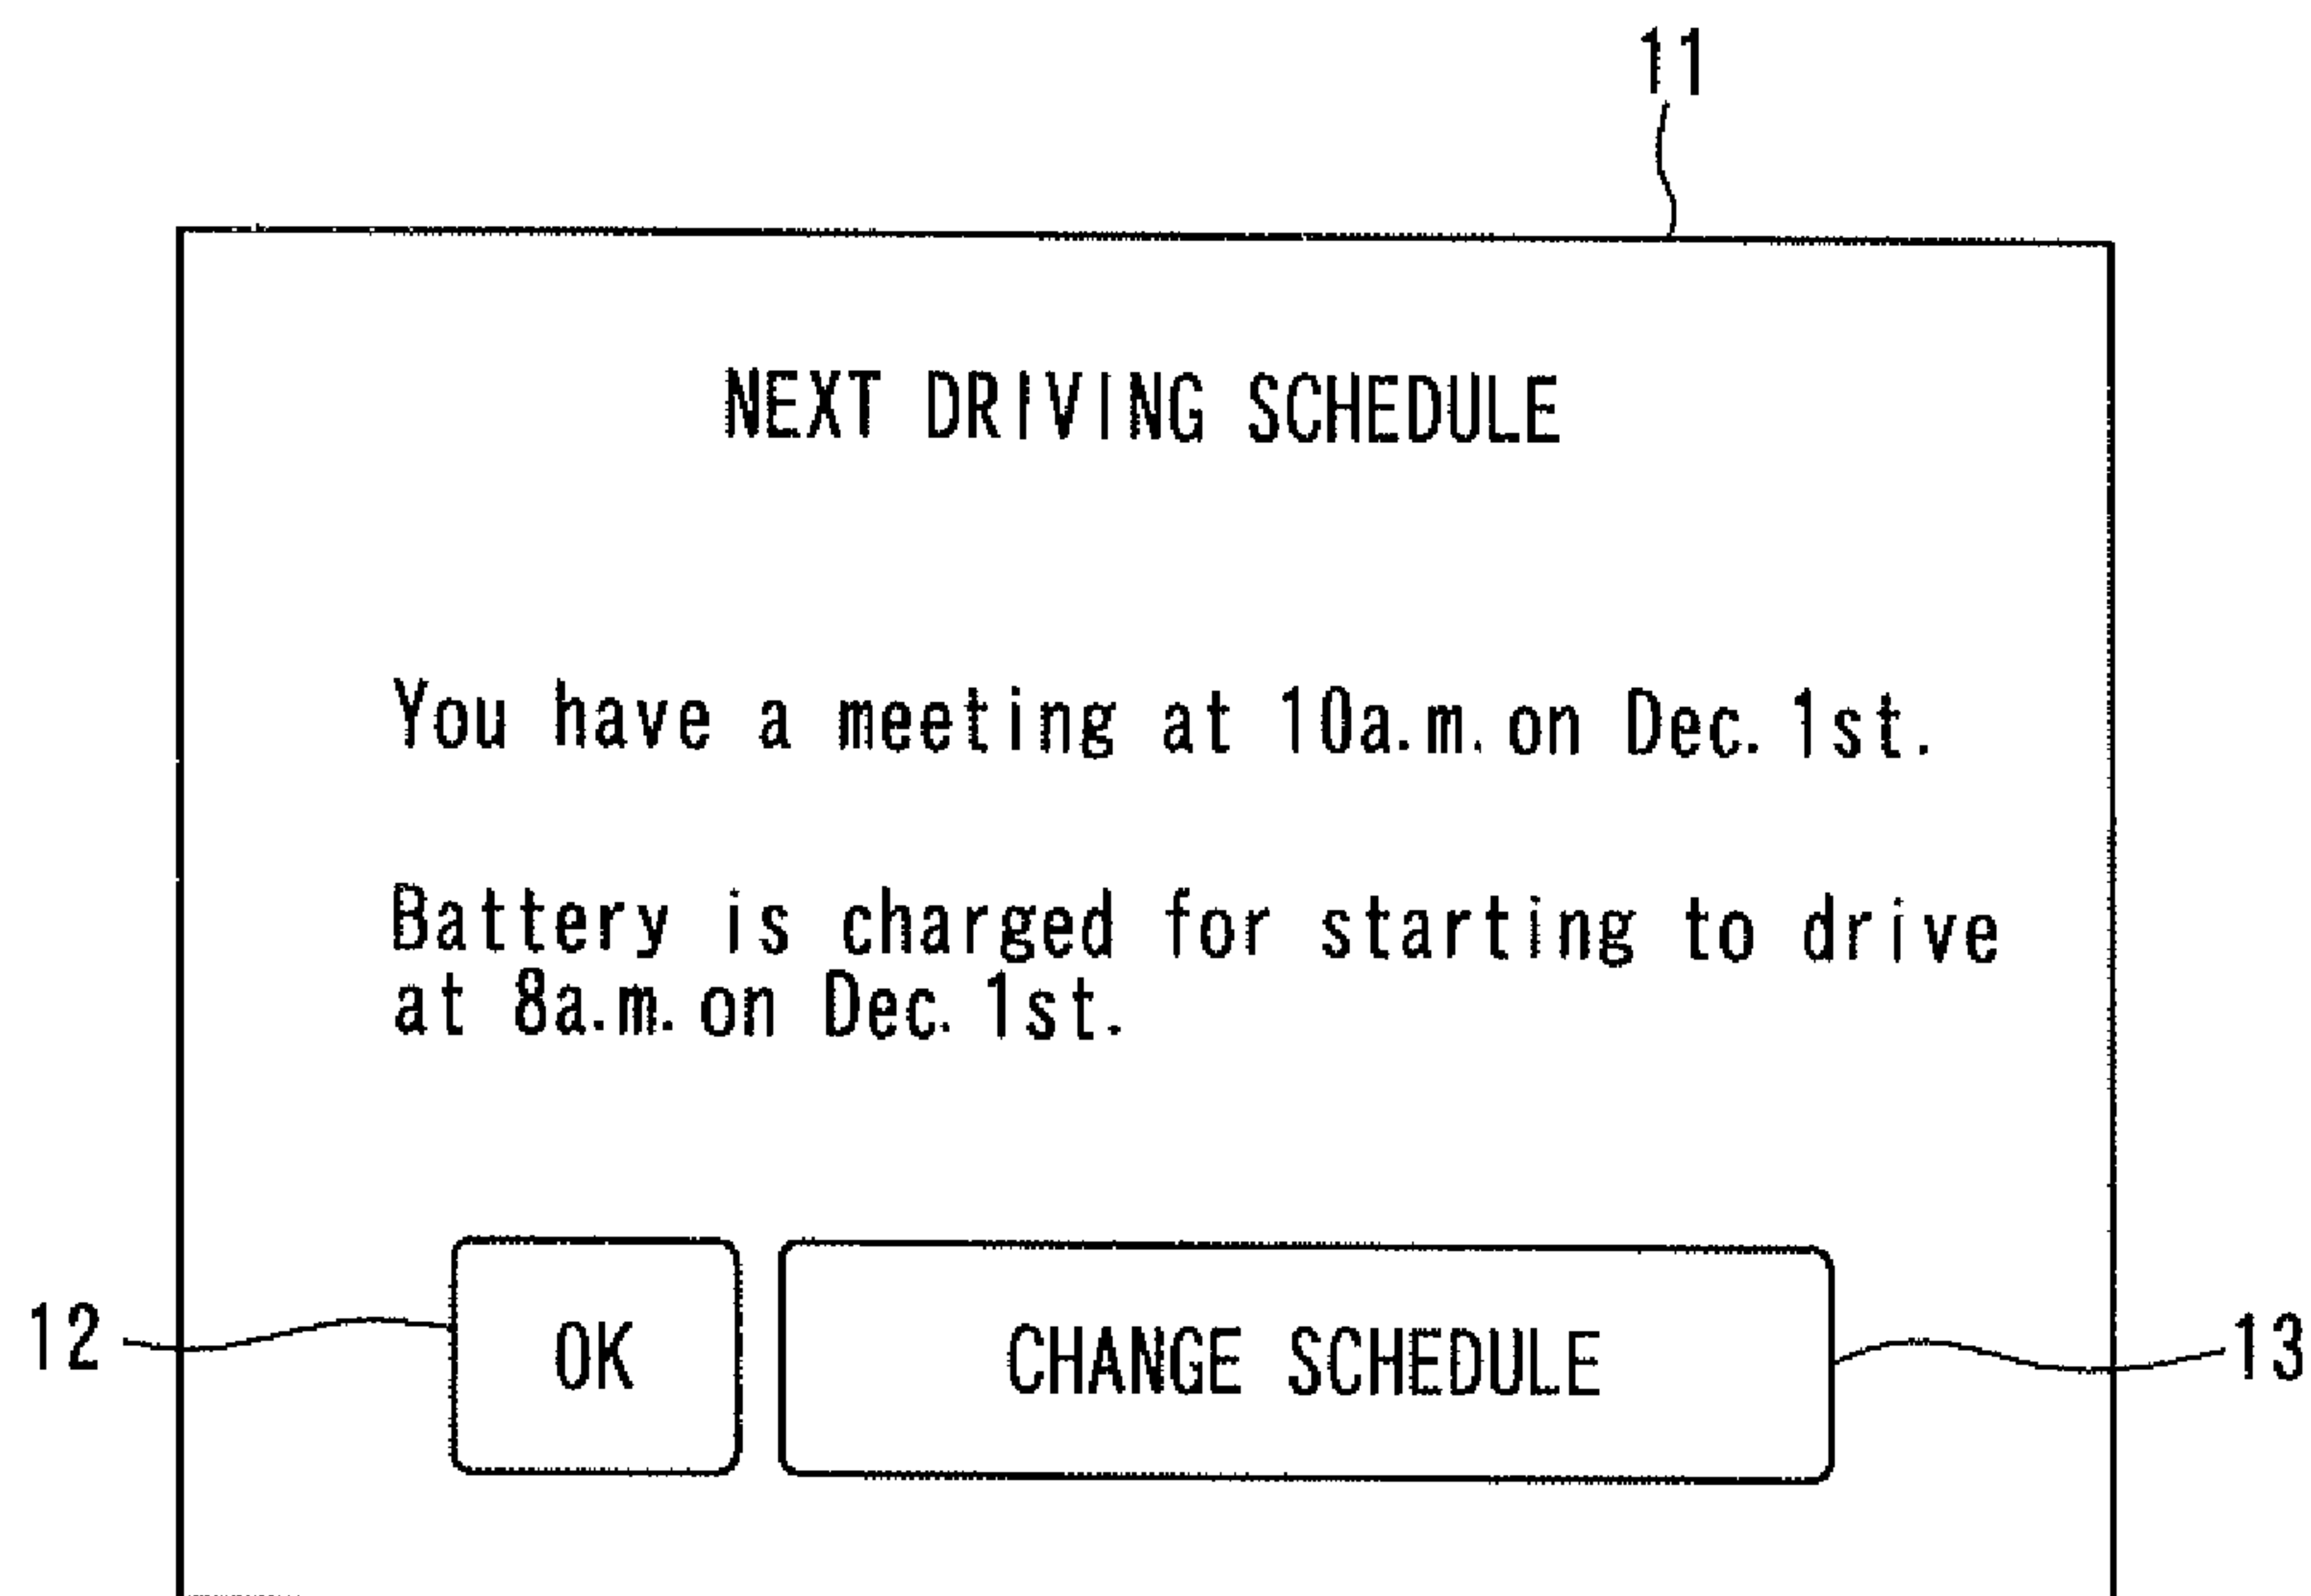 11
NEXT DRIVING SCHEDULE
You have a meeting at 10a.m. on Dec. 1st.
Battery is charged for starting to drive
at 8a.m. on Dec. 1st.
12
OK
CHANGE SCHEDULE
13